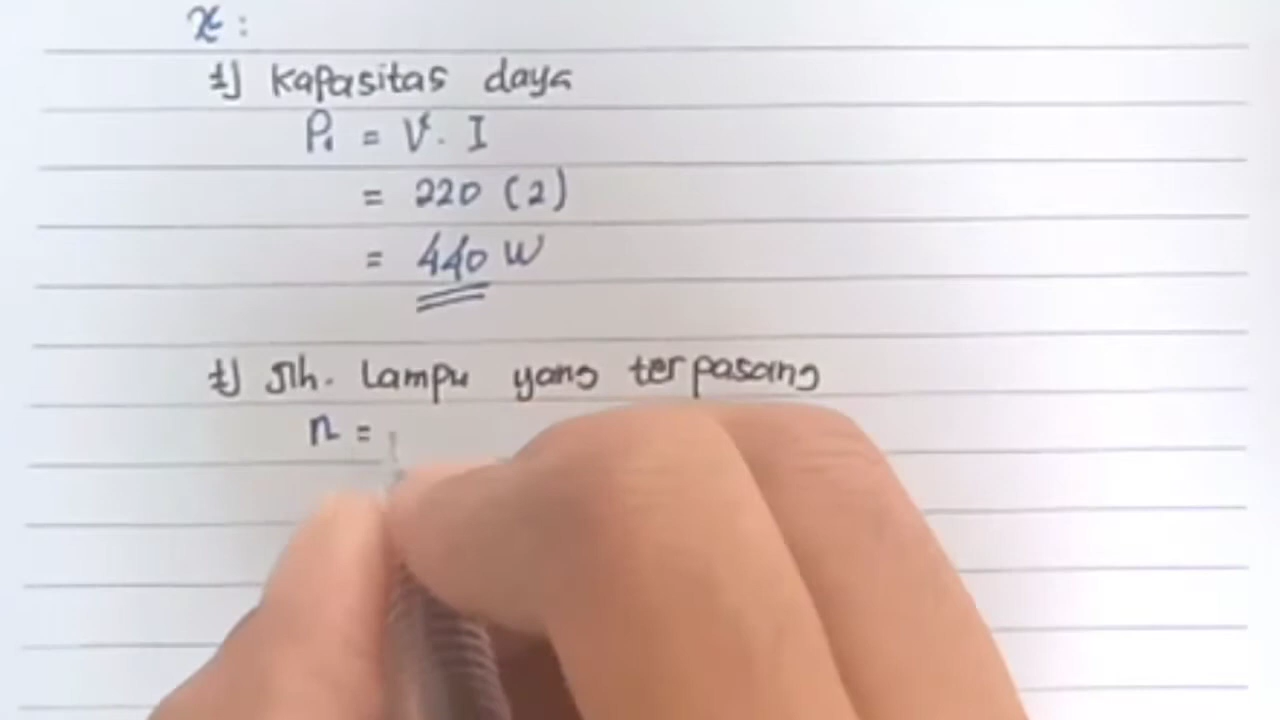 1) Kapasitas daya
P1 = V . I
= 220 (2)
= 440 W
2) Jlh. Lampu yang terpasang
n =